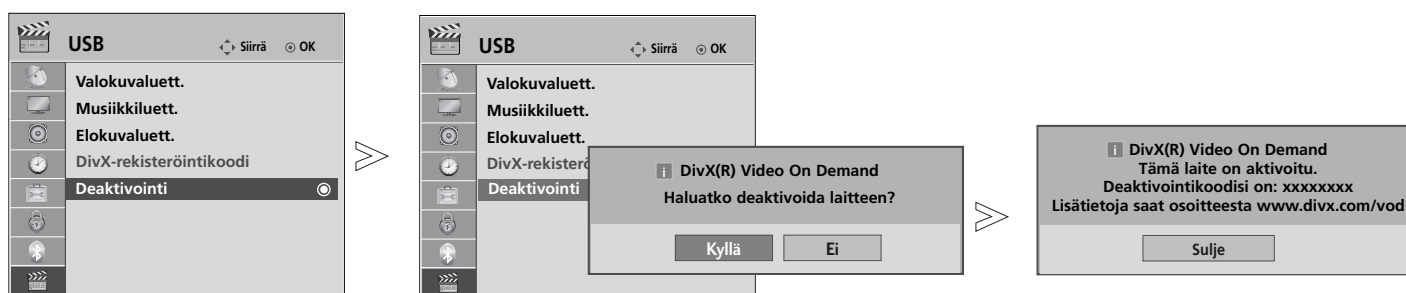 USB Siirrä OK
Valokuvaluett.
Musiikkiluett.
Elokuvaluett.
DivX-rekisteröintikoodi
Deaktivointi
USB Siirrä OK
Valokuvaluett.
Musiikkiluett.
Elokuvaluett.
DivX-rekisterö
Deaktivointi
i DivX(R) Video On Demand
Haluatko deaktivoida laitteen?
Kyllä Ei
i DivX(R) Video On Demand
Tämä laite on aktivoitu.
Deaktivointikoodisi on: xxxxxxxx
Lisätietoja saat osoitteesta www.divx.com/vod
Sulje